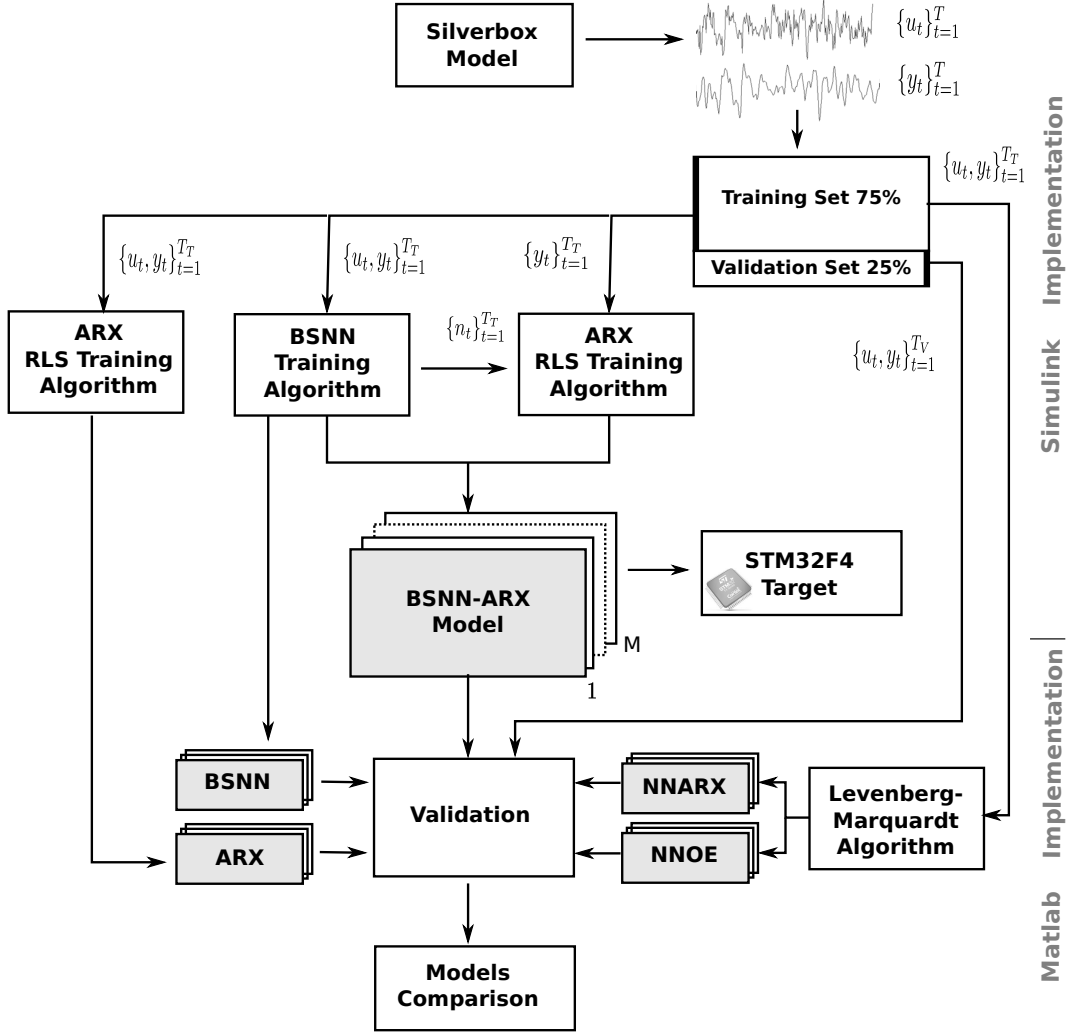 Silverbox
Model
{u_t}_{t=1}^{T}
{y_t}_{t=1}^{T}
{u_t, y_t}_{t=1}^{T_T}
Training Set 75%
Validation Set 25%
{u_t, y_t}_{t=1}^{T_T}
{u_t, y_t}_{t=1}^{T_T}
{y_t}_{t=1}^{T_T}
{n_t}_{t=1}^{T_T}
{u_t, y_t}_{t=1}^{T_V}
ARX
RLS Training
Algorithm
BSNN
Training
Algorithm
ARX
RLS Training
Algorithm
Simulink Implementation
BSNN-ARX
Model
M
1
STM32F4
Target
BSNN
ARX
Validation
NNARX
NNOE
Levenberg-
Marquardt
Algorithm
Matlab Implementation
Models
Comparison